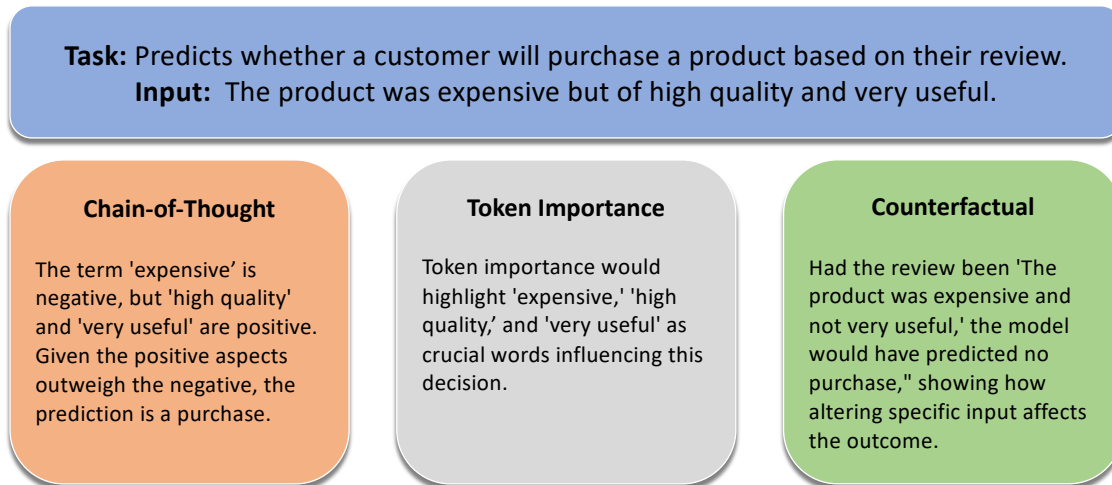 Task: Predicts whether a customer will purchase a product based on their review.
Input: The product was expensive but of high quality and very useful.
Chain-of-Thought
The term 'expensive’ is
negative, but 'high quality'
and 'very useful' are positive.
Given the positive aspects
outweigh the negative, the
prediction is a purchase.
Token Importance
Token importance would
highlight 'expensive,' 'high
quality,’ and 'very useful' as
crucial words influencing this
decision.
Counterfactual
Had the review been 'The
product was expensive and
not very useful,' the model
would have predicted no
purchase," showing how
altering specific input affects
the outcome.